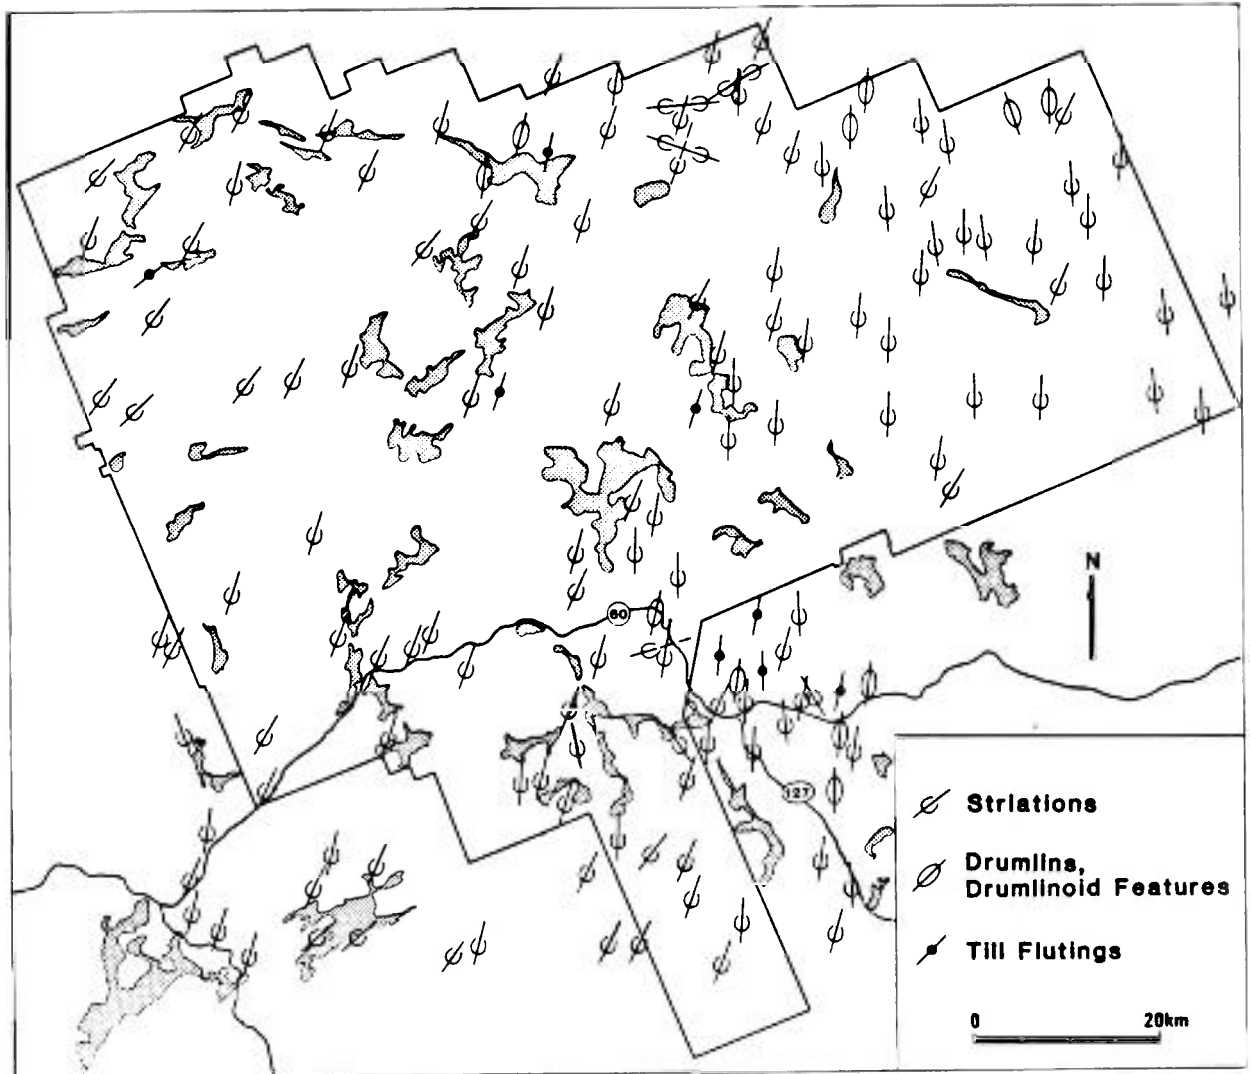 60
N
127
Striations
Drumlins,
Drumlinoid Features
Till Flutings
0 20km